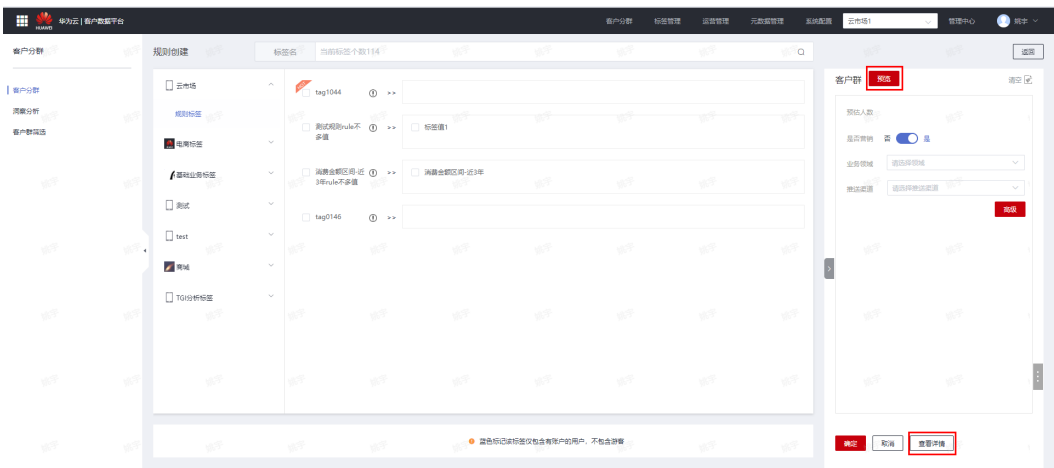 HUAWEI
华为云 | 客户数据平台
客户分群
标签管理
运营管理
元数据管理
系统配置
云市场1
管理中心
客户分群
规则创建
标签名
当前标签个数114
返回
客户分群
洞察分析
客户群筛选
云市场
规则标签
电商标签
基础业务标签
测试
test
商城
TGI分析标签
tag1044
>>
测试规则rule不
多值
>>
标签值1
消费金额区间-近
3年rule不多值
>>
消费金额区间-近3年
tag0146
>>
客户群
预览
清空
预估人数
是否营销
否
是
业务领域
请选择领域
推送渠道
请选择推送渠道
高级
蓝色标记该标签仅包含有账户的用户，不包含游客
确定
取消
查看详情